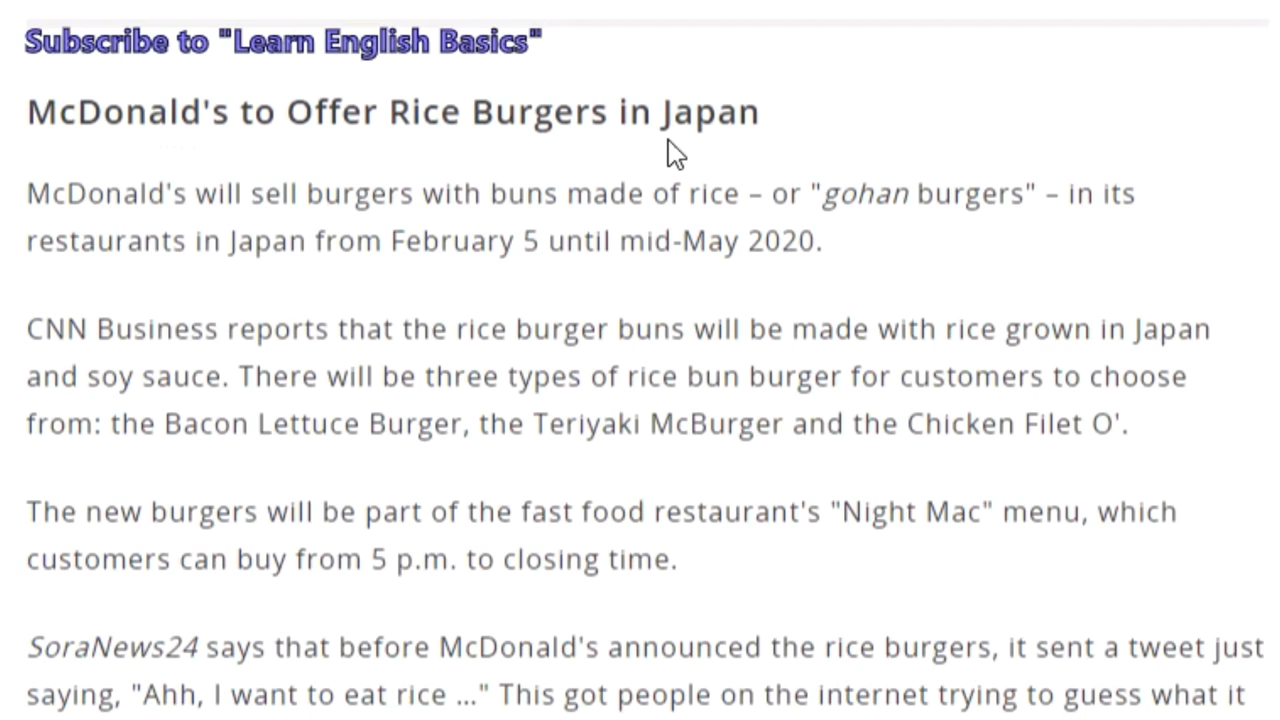 Subscribe to "Learn English Basics"
McDonald's to Offer Rice Burgers in Japan
McDonald's will sell burgers with buns made of rice – or "gohan burgers" – in its
restaurants in Japan from February 5 until mid-May 2020.
CNN Business reports that the rice burger buns will be made with rice grown in Japan
and soy sauce. There will be three types of rice bun burger for customers to choose
from: the Bacon Lettuce Burger, the Teriyaki McBurger and the Chicken Filet O'.
The new burgers will be part of the fast food restaurant's "Night Mac" menu, which
customers can buy from 5 p.m. to closing time.
SoraNews24 says that before McDonald's announced the rice burgers, it sent a tweet just
saying, "Ahh, I want to eat rice ..." This got people on the internet trying to guess what it